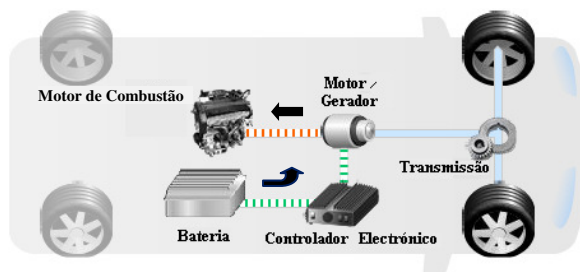 Motor /
Gerador
Motor de Combustão
Transmissão
Bateria
Controlador Electrónico